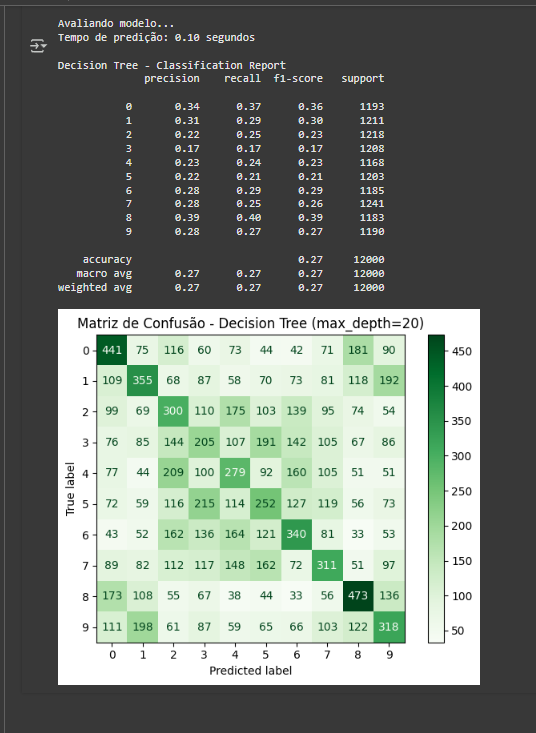 Avaliando modelo...
Tempo de predição: 0.10 segundos
Decision Tree - Classification Report
precision recall f1-score support
0 0.34 0.37 0.36 1193
1 0.31 0.29 0.30 1211
2 0.22 0.25 0.23 1218
3 0.17 0.17 0.17 1208
4 0.23 0.24 0.23 1168
5 0.22 0.21 0.21 1203
6 0.28 0.29 0.29 1185
7 0.28 0.25 0.26 1241
8 0.39 0.40 0.39 1183
9 0.28 0.27 0.27 1190
accuracy 0.27 12000
macro avg 0.27 0.27 0.27 12000
weighted avg 0.27 0.27 0.27 12000
Matriz de Confusão - Decision Tree (max_depth=20)
0 441 75 116 60 73 44 42 71 181 90
1 109 355 68 87 58 70 73 81 118 192
2 99 69 300 110 175 103 139 95 74 54
3 76 85 144 205 107 191 142 105 67 86
4 77 44 209 100 279 92 160 105 51 51
5 72 59 116 215 114 252 127 119 56 73
6 43 52 162 136 164 121 340 81 33 53
7 89 82 112 117 148 162 72 311 51 97
8 173 108 55 67 38 44 33 56 473 136
9 111 198 61 87 59 65 66 103 122 318
0 1 2 3 4 5 6 7 8 9
Predicted label
True label
450
400
350
300
250
200
150
100
50